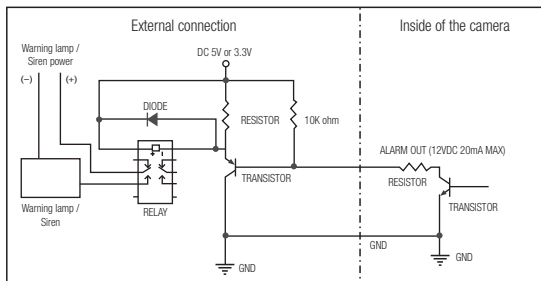 External connection
Inside of the camera
Warning lamp /
Siren power
(−)
(+)
DC 5V or 3.3V
DIODE
RESISTOR
10K ohm
ALARM OUT (12VDC 20mA MAX)
RESISTOR
TRANSISTOR
TRANSISTOR
RELAY
Warning lamp /
Siren
GND
GND
GND